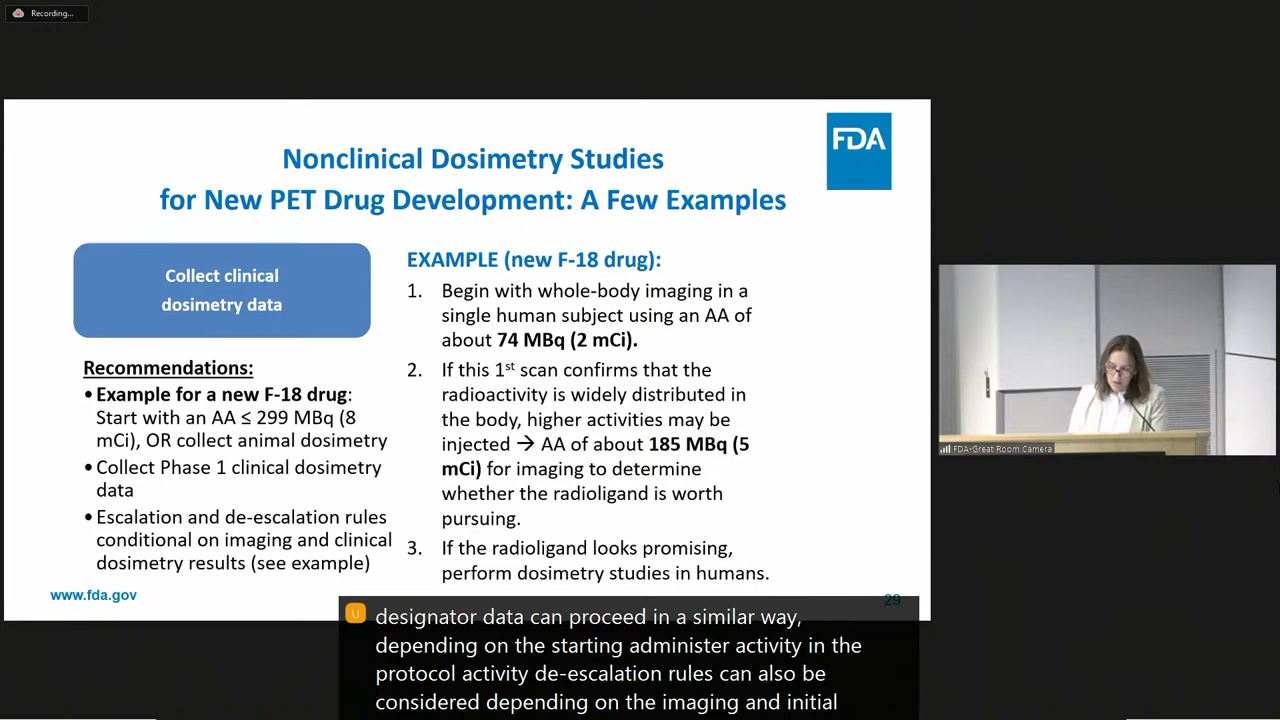 Recording...
FDA
Nonclinical Dosimetry Studies
for New PET Drug Development: A Few Examples
Collect clinical
dosimetry data
Recommendations:
•Example for a new F-18 drug:
Start with an AA ≤ 299 MBq (8
mCi), OR collect animal dosimetry
•Collect Phase 1 clinical dosimetry
data
•Escalation and de-escalation rules
conditional on imaging and clinical
dosimetry results (see example)
EXAMPLE (new F-18 drug):
1. Begin with whole-body imaging in a
single human subject using an AA of
about 74 MBq (2 mCi).
2. If this 1st scan confirms that the
radioactivity is widely distributed in
the body, higher activities may be
injected → AA of about 185 MBq (5
mCi) for imaging to determine
whether the radioligand is worth
pursuing.
3. If the radioligand looks promising,
perform dosimetry studies in humans.
www.fda.gov
29
FDA-Great Room Camera
U
designator data can proceed in a similar way,
depending on the starting administer activity in the
protocol activity de-escalation rules can also be
considered depending on the imaging and initial